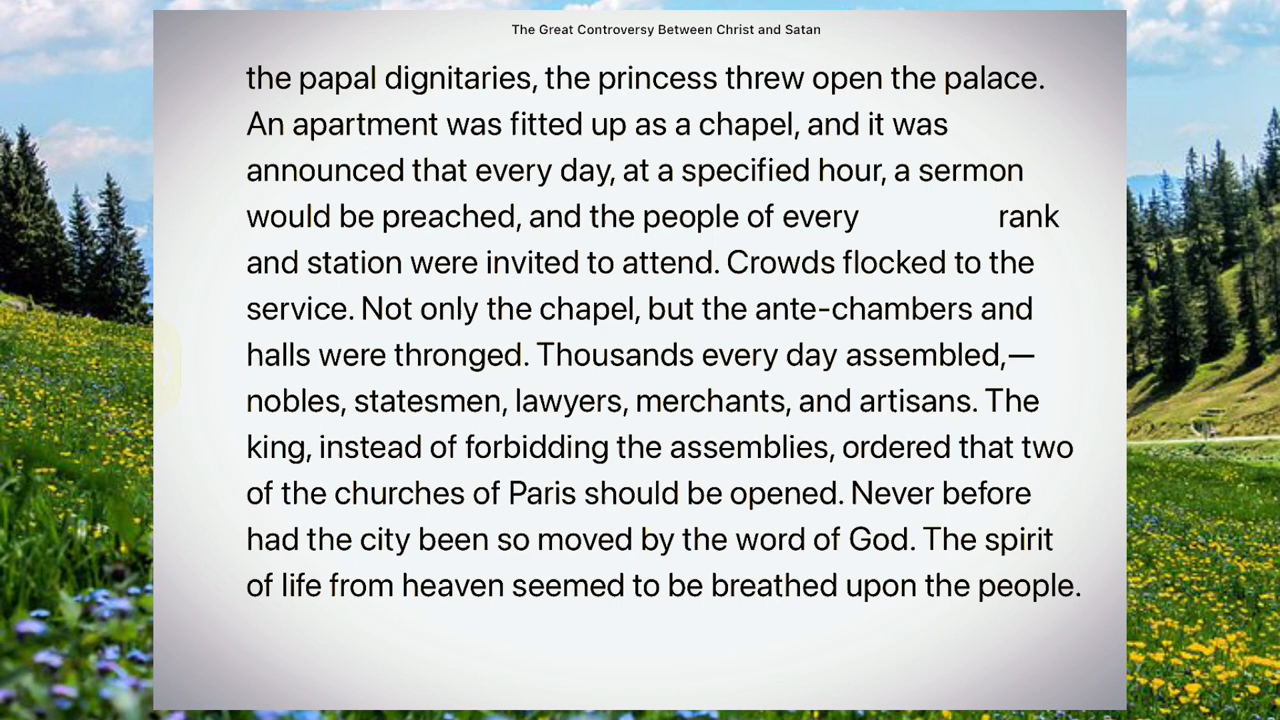 The Great Controversy Between Christ and Satan
the papal dignitaries, the princess threw open the palace.
An apartment was fitted up as a chapel, and it was
announced that every day, at a specified hour, a sermon
would be preached, and the people of every rank
and station were invited to attend. Crowds flocked to the
service. Not only the chapel, but the ante-chambers and
halls were thronged. Thousands every day assembled,—
nobles, statesmen, lawyers, merchants, and artisans. The
king, instead of forbidding the assemblies, ordered that two
of the churches of Paris should be opened. Never before
had the city been so moved by the word of God. The spirit
of life from heaven seemed to be breathed upon the people.